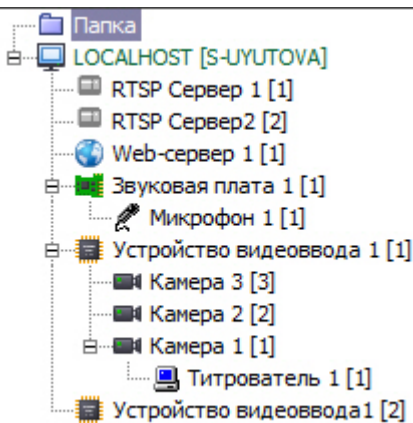 Папка
LOCALHOST [S-UYUTOVA]
RTSP Сервер 1 [1]
RTSP Сервер2 [2]
Web-сервер 1 [1]
Звуковая плата 1 [1]
Микрофон 1 [1]
Устройство видеоввода 1 [1]
Камера 3 [3]
Камера 2 [2]
Камера 1 [1]
Титрователь 1 [1]
Устройство видеоввода1 [2]